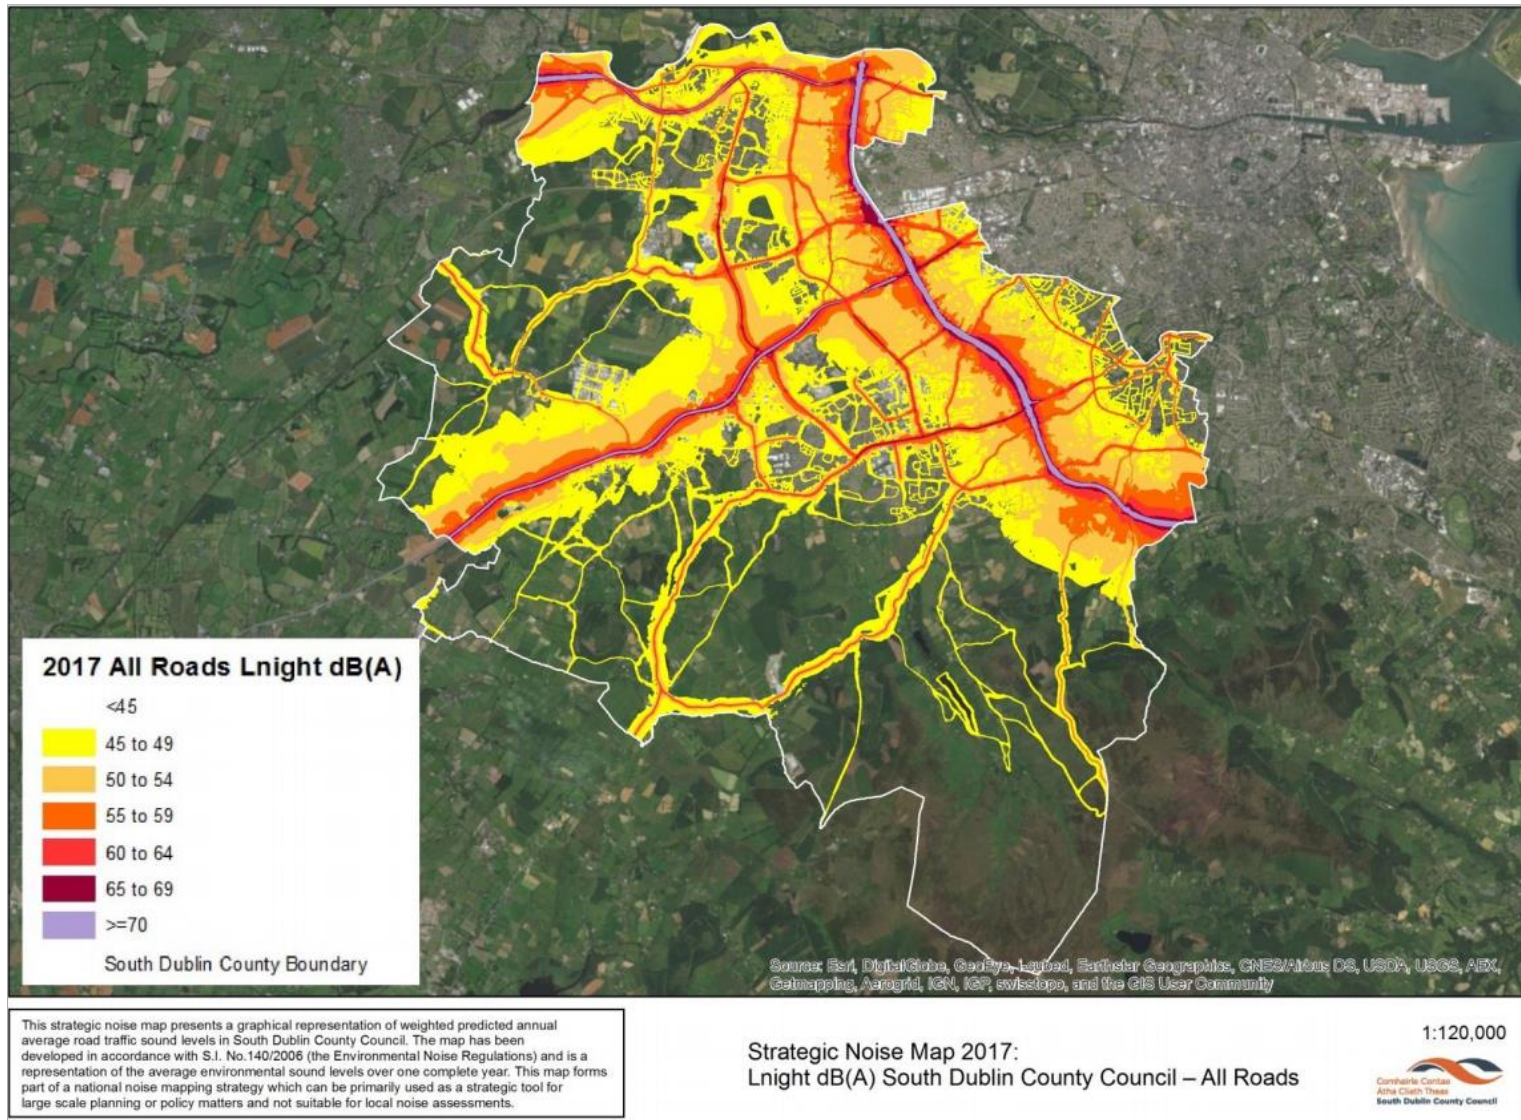 2017 All Roads Lnight dB(A)
<45
45 to 49
50 to 54
55 to 59
60 to 64
65 to 69
>=70
South Dublin County Boundary
Source: Esri, DigitalGlobe, GeoEye, i-cubed, Earthstar Geographics, CNES/Airbus DS, USDA, USGS, AEX,
Getmapping, Aerogrid, IGN, IGP, swisstopo, and the GIS User Community
This strategic noise map presents a graphical representation of weighted predicted annual
average road traffic sound levels in South Dublin County Council. The map has been
developed in accordance with S.I. No.140/2006 (the Environmental Noise Regulations) and is a
representation of the average environmental sound levels over one complete year. This map forms
part of a national noise mapping strategy which can be primarily used as a strategic tool for
large scale planning or policy matters and not suitable for local noise assessments.
Strategic Noise Map 2017:
Lnight dB(A) South Dublin County Council – All Roads
1:120,000
Comhairle Contae
Átha Cliath Theas
South Dublin County Council